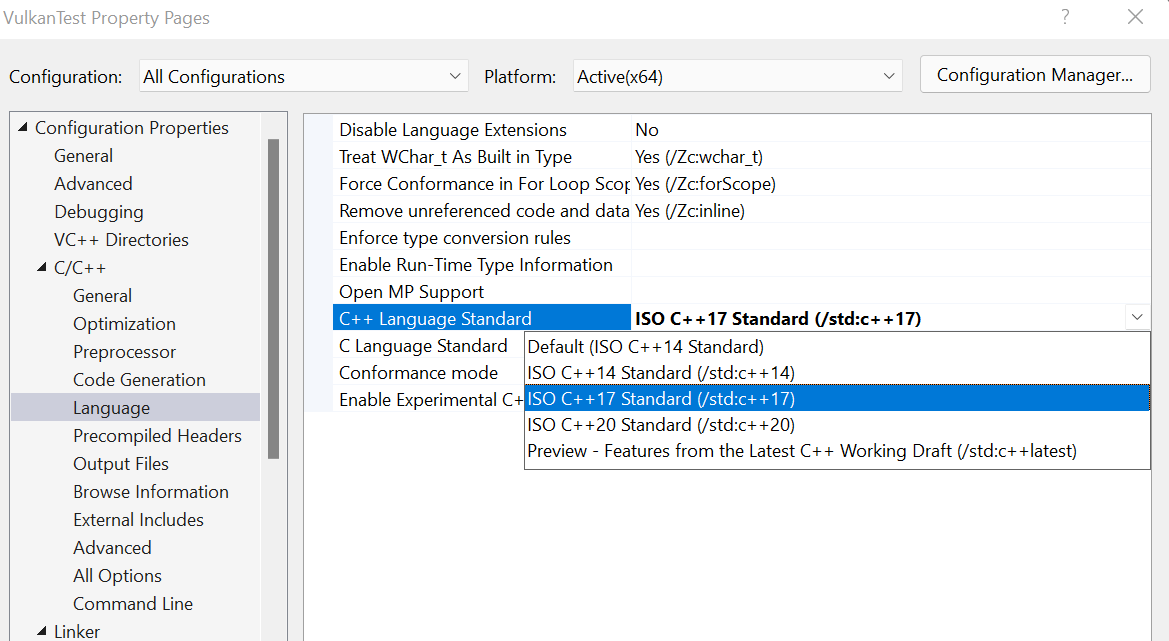 VulkanTest Property Pages
?
Configuration: All Configurations Platform: Active(x64) Configuration Manager...
Configuration Properties
General
Advanced
Debugging
VC++ Directories
C/C++
General
Optimization
Preprocessor
Code Generation
Language
Precompiled Headers
Output Files
Browse Information
External Includes
Advanced
All Options
Command Line
Linker
Disable Language Extensions No
Treat WChar_t As Built in Type Yes (/Zc:wchar_t)
Force Conformance in For Loop Scop Yes (/Zc:forScope)
Remove unreferenced code and data Yes (/Zc:inline)
Enforce type conversion rules
Enable Run-Time Type Information
Open MP Support
C++ Language Standard ISO C++17 Standard (/std:c++17)
C Language Standard Default (ISO C++14 Standard)
Conformance mode ISO C++14 Standard (/std:c++14)
Enable Experimental C+ ISO C++17 Standard (/std:c++17)
ISO C++20 Standard (/std:c++20)
Preview - Features from the Latest C++ Working Draft (/std:c++latest)